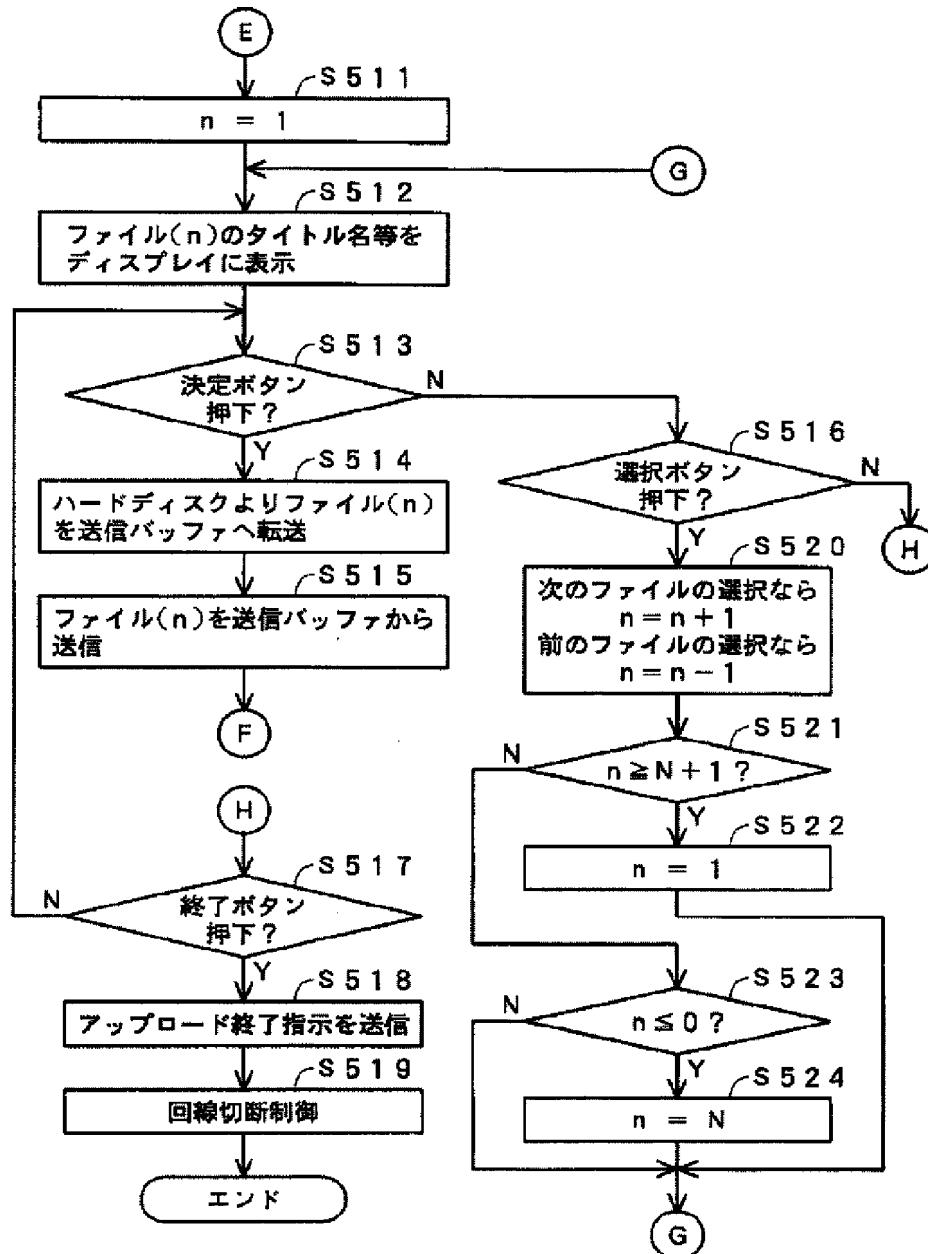 E
S511
n = 1
G
S512
ファイル(n)のタイトル名等を
ディスプレイに表示
S513
決定ボタン
押下？
N
Y
S514
ハードディスクよりファイル(n)
を送信バッファへ転送
S515
ファイル(n)を送信バッファから
送信
F
S516
選択ボタン
押下？
N
H
Y
S520
次のファイルの選択なら
n=n+1
前のファイルの選択なら
n=n-1
S521
n≧N+1？
N
Y
S522
n = 1
S523
n≦0？
N
Y
S524
n = N
G
H
S517
終了ボタン
押下？
N
Y
S518
アップロード終了指示を送信
S519
回線切断制御
エンド